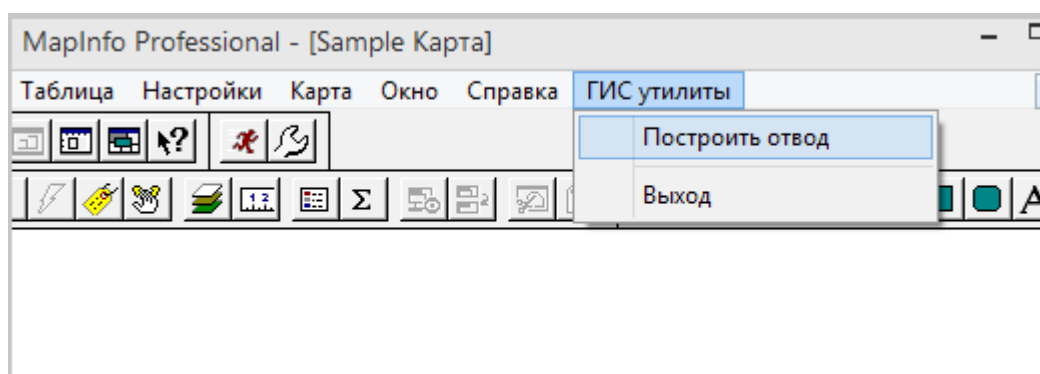 MapInfo Professional - [Sample Карта]
Таблица Настройки Карта Окно Справка ГИС утилиты
Построить отвод
Выход